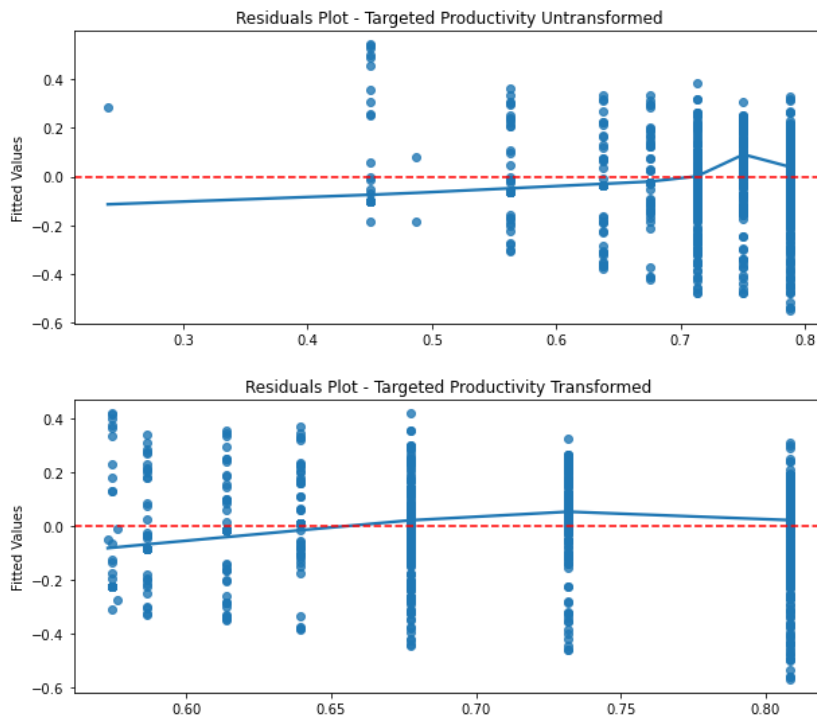 Residuals Plot - Targeted Productivity Untransformed
0.4
0.2
0.0
−0.2
−0.4
−0.6
Fitted Values
0.3 0.4 0.5 0.6 0.7 0.8
Residuals Plot - Targeted Productivity Transformed
0.4
0.2
0.0
−0.2
−0.4
−0.6
Fitted Values
0.60 0.65 0.70 0.75 0.80